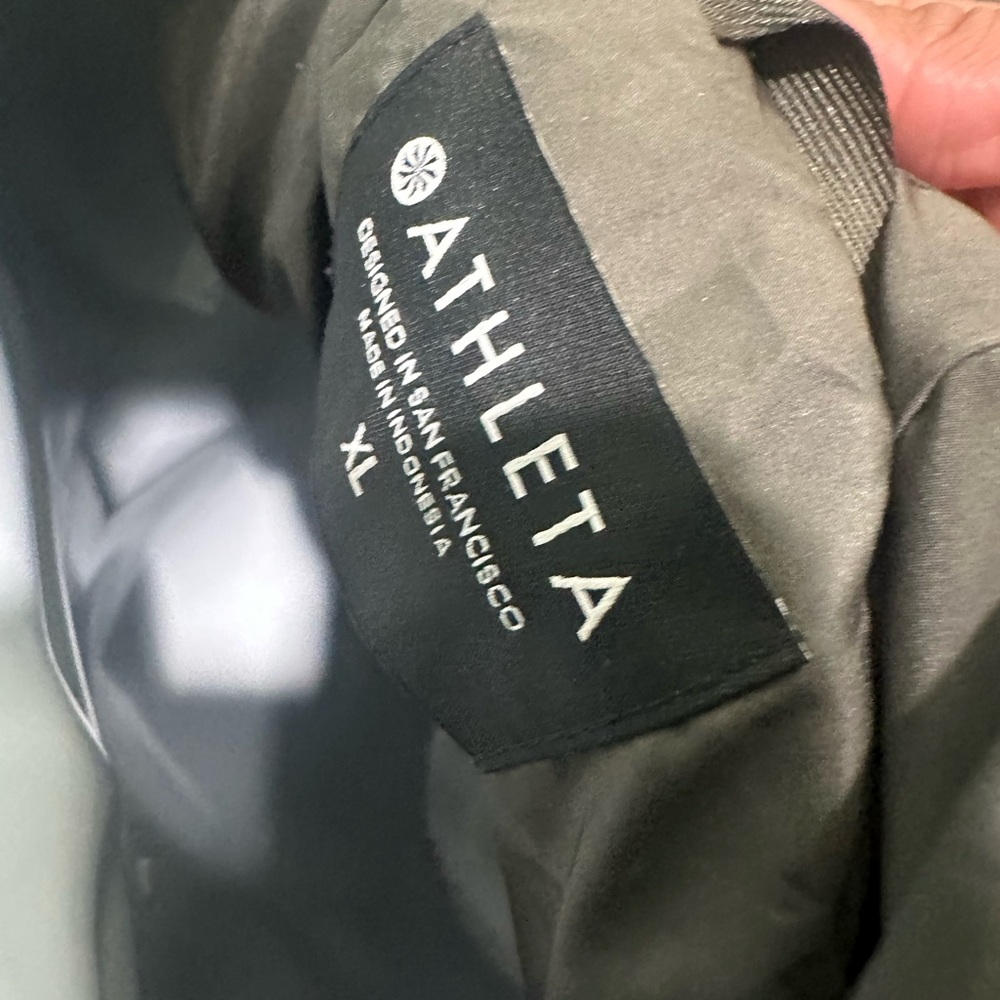 ATHLETA
DESIGNED IN SAN FRANCISCO
MADE IN INDONESIA
XL